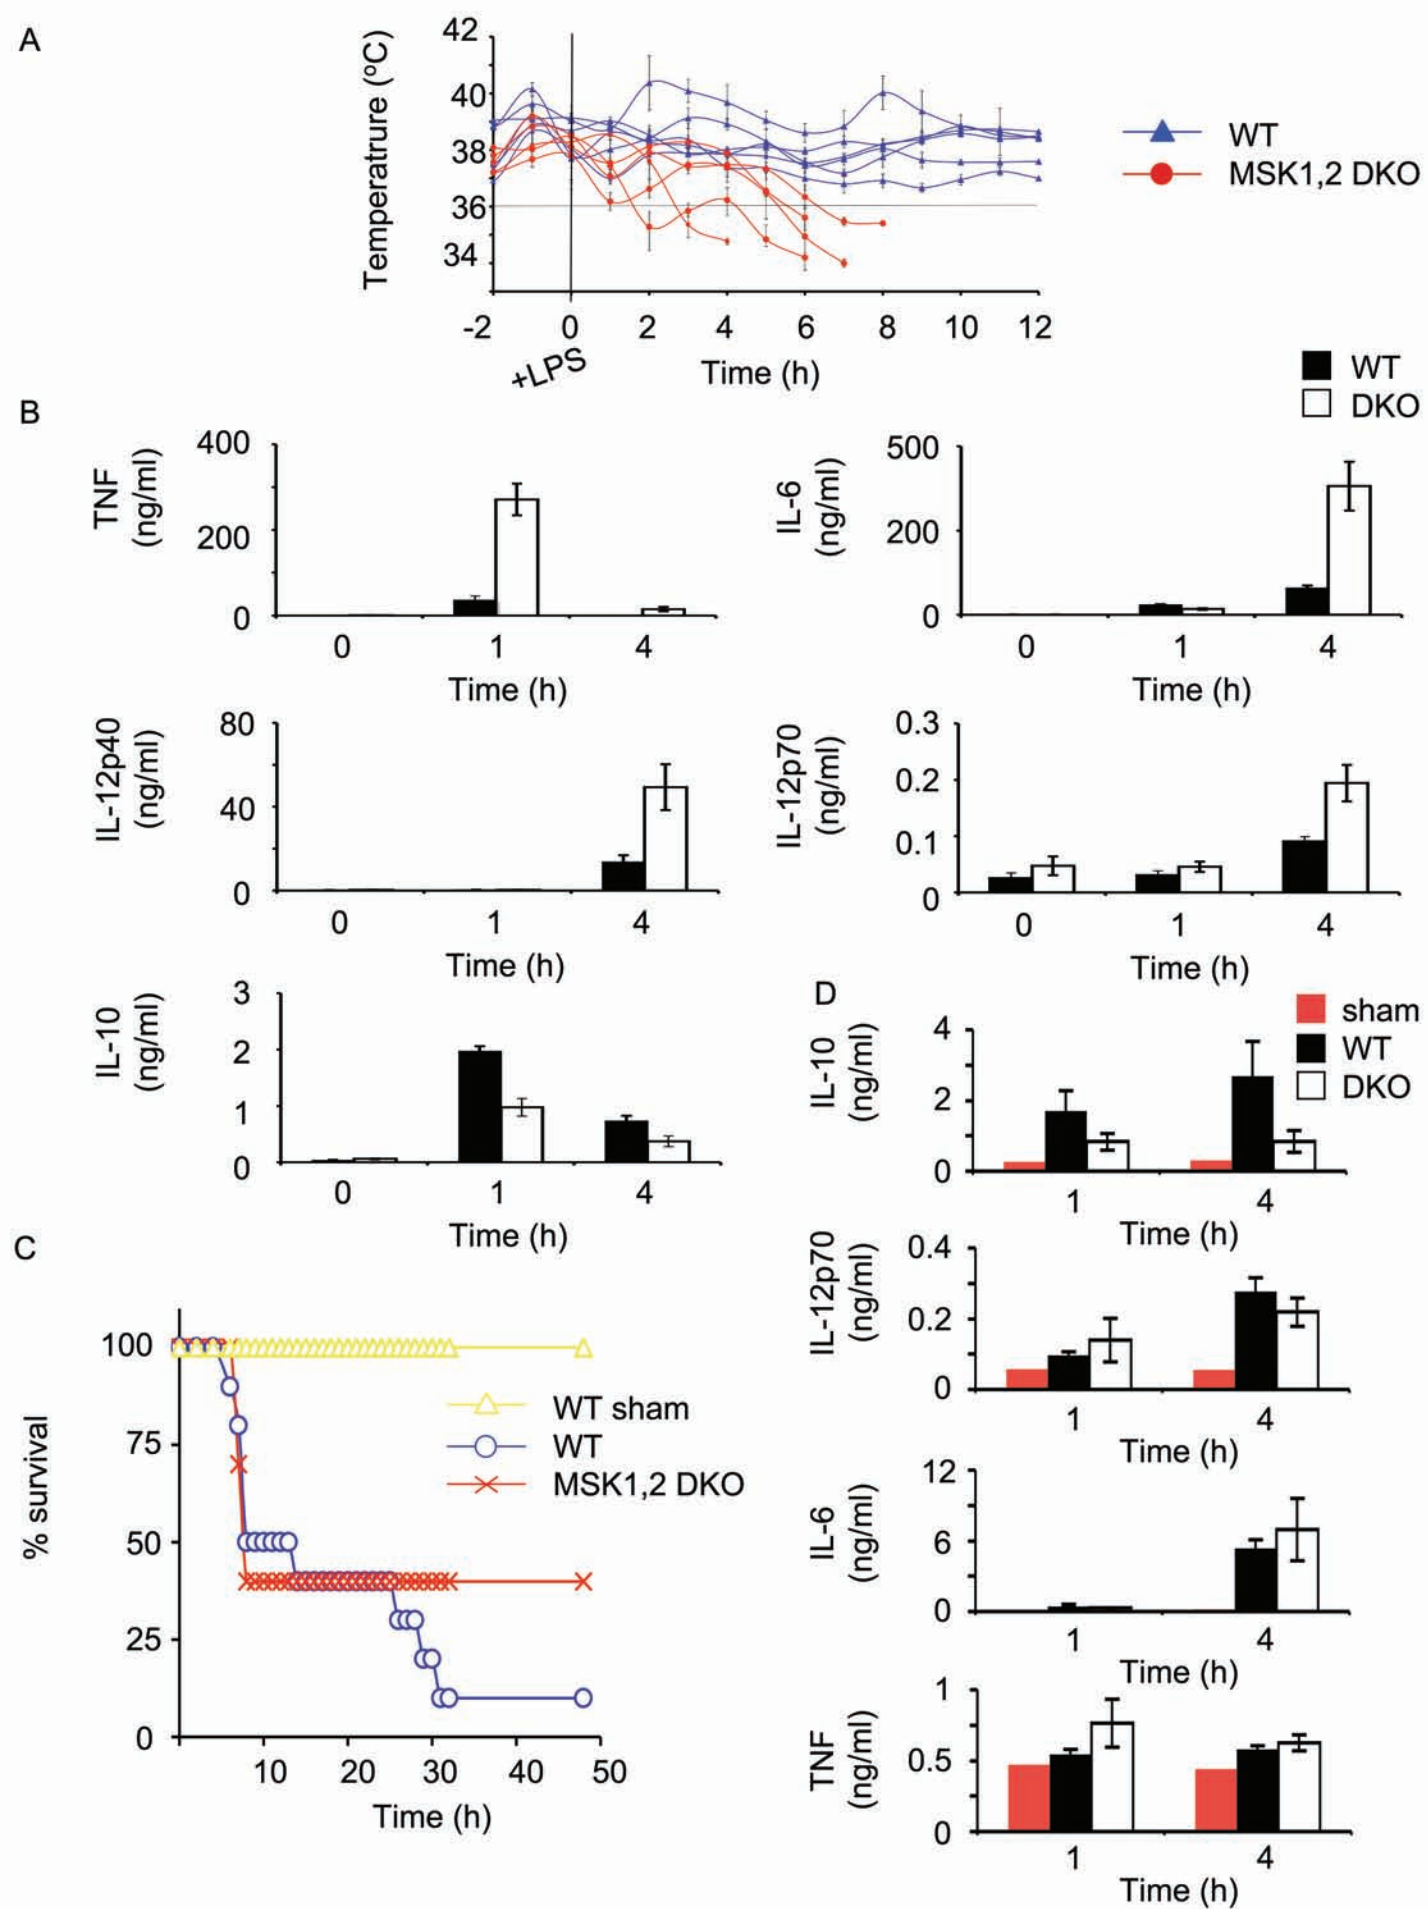 A
Temperatrure (ºC)
42
40
38
36
34
-2 0 2 4 6 8 10 12
+LPS
Time (h)
WT
MSK1,2 DKO
WT
DKO
B
TNF
(ng/ml)
400
200
0
0 1 4
Time (h)
IL-6
(ng/ml)
500
200
0
0 1 4
Time (h)
IL-12p40
(ng/ml)
80
40
0
0 1 4
Time (h)
IL-12p70
(ng/ml)
0.3
0.2
0.1
0
0 1 4
Time (h)
IL-10
(ng/ml)
3
2
1
0
0 1 4
Time (h)
C
% survival
100
75
50
25
0
10 20 30 40 50
Time (h)
WT sham
WT
MSK1,2 DKO
D
sham
WT
DKO
IL-10
(ng/ml)
4
2
0
1 4
Time (h)
IL-12p70
(ng/ml)
0.4
0.2
0
1 4
Time (h)
IL-6
(ng/ml)
12
6
0
1 4
Time (h)
TNF
(ng/ml)
1
0.5
0
1 4
Time (h)